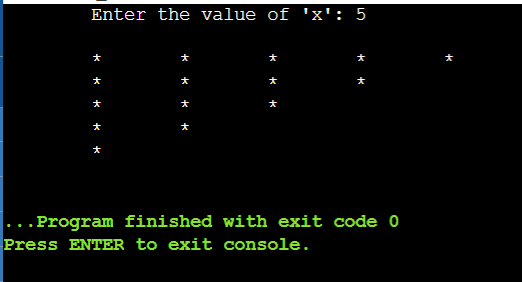 Enter the value of 'x': 5
* * * * *
* * * *
* * *
* *
*
...Program finished with exit code 0
Press ENTER to exit console.